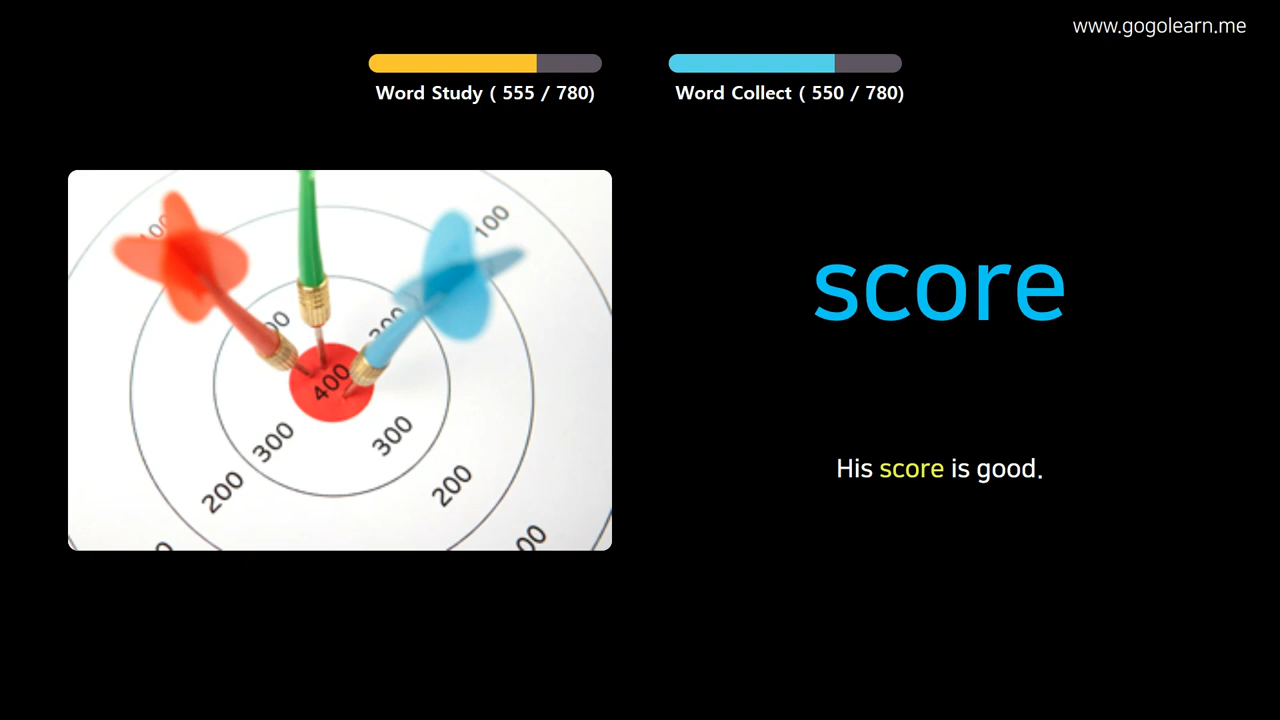 www.gogolearn.me
Word Study ( 555 / 780)
Word Collect ( 550 / 780)
100
400
300
300
200
200
score
His score is good.